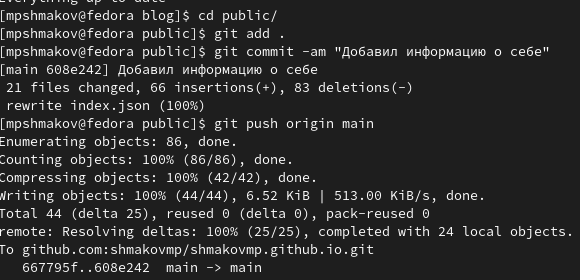 Everything up-to-date
[mpshmakov@fedora blog]$ cd public/
[mpshmakov@fedora public]$ git add .
[mpshmakov@fedora public]$ git commit -am "Добавил информацию о себе"
[main 608e242] Добавил информацию о себе
 21 files changed, 66 insertions(+), 83 deletions(-)
 rewrite index.json (100%)
[mpshmakov@fedora public]$ git push origin main
Enumerating objects: 86, done.
Counting objects: 100% (86/86), done.
Compressing objects: 100% (42/42), done.
Writing objects: 100% (44/44), 6.52 KiB | 513.00 KiB/s, done.
Total 44 (delta 25), reused 0 (delta 0), pack-reused 0
remote: Resolving deltas: 100% (25/25), completed with 24 local objects.
To github.com:shmakovmp/shmakovmp.github.io.git
   667795f..608e242  main -> main